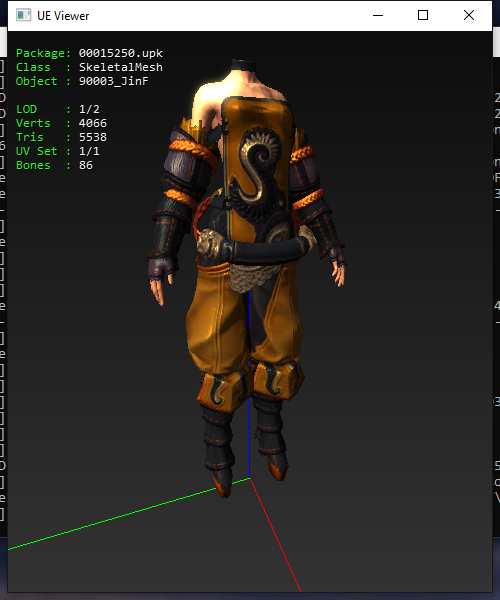 UE Viewer
Package: 00015250.upk
Class : SkeletalMesh
Object : 90003_JinF
LOD : 1/2
Verts : 4066
Tris : 5538
UV Set : 1/1
Bones : 86